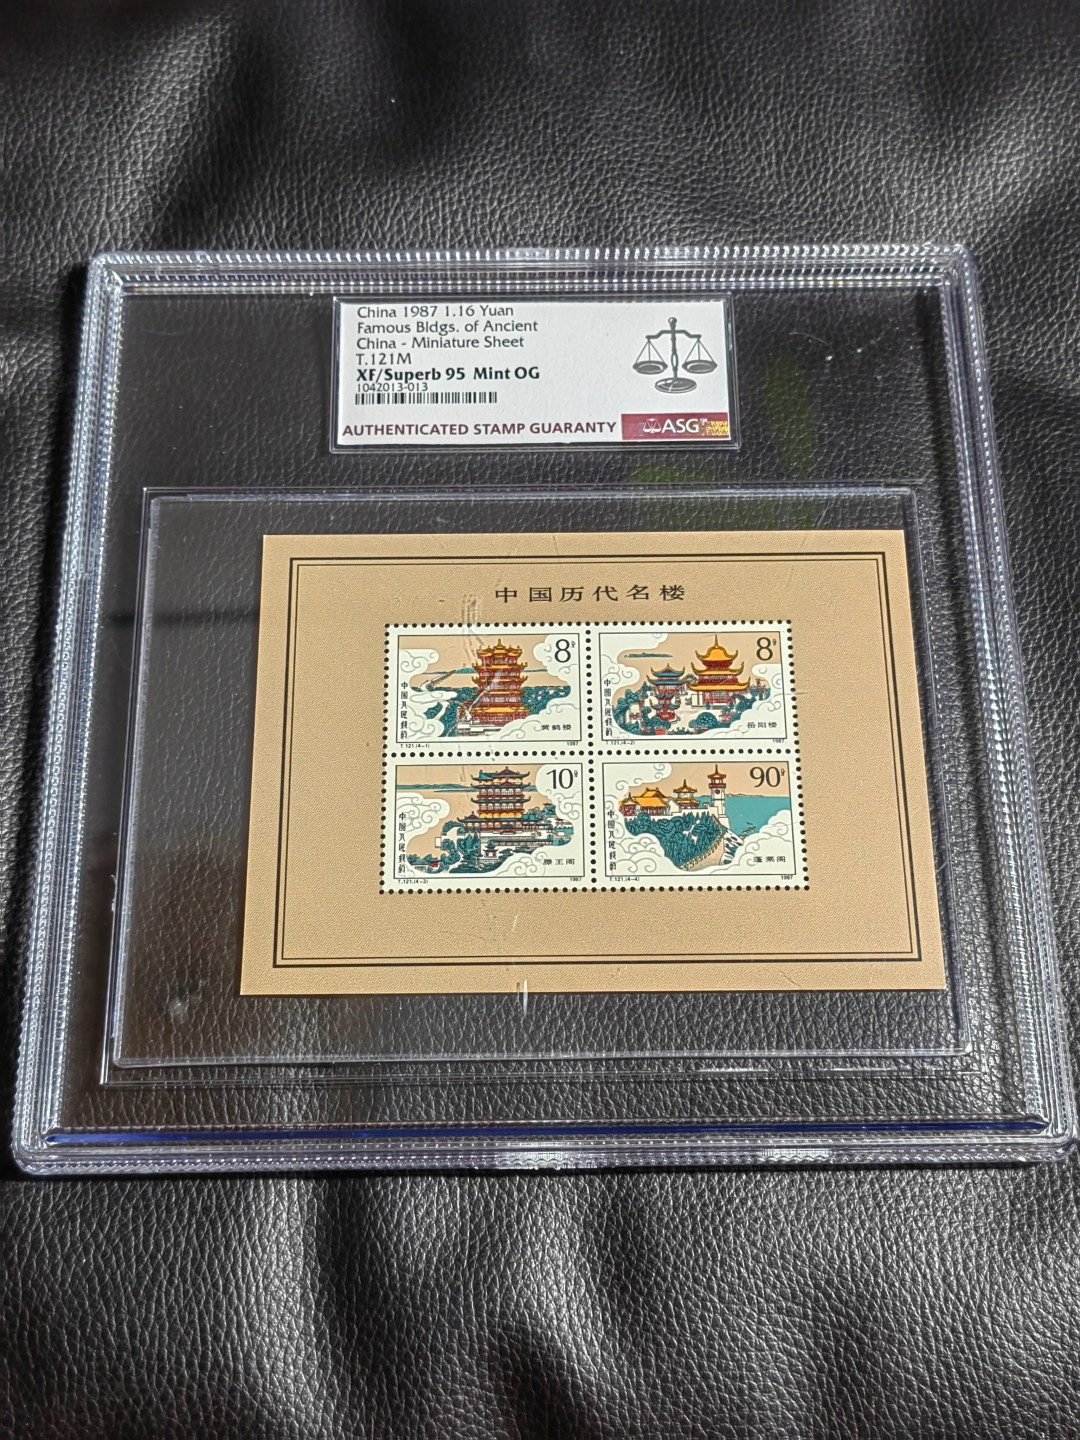 China 1987 1.16 Yuan
Famous Bldgs. of Ancient
China - Miniature Sheet
T.121M
XF/Superb 95 Mint OG
1042013-013
AUTHENTICATED STAMP GUARANTY
ASG
中国历代名楼
8分
中国人民邮政
黄鹤楼
T.121.(4-1)
1987
8分
中国人民邮政
岳阳楼
T.121.(4-2)
1987
10分
中国人民邮政
滕王阁
T.121.(4-3)
1987
90分
中国人民邮政
蓬莱阁
T.121.(4-4)
1987